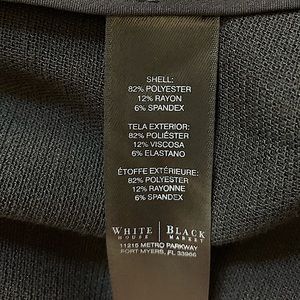 SHELL:
82% POLYESTER
12% RAYON
6% SPANDEX
TELA EXTERIOR:
82% POLIÉSTER
12% VISCOSA
6% ELASTANO
ÉTOFFE EXTÉRIEURE:
82% POLYESTER
12% RAYONNE
6% SPANDEX
WHITE HOUSE | BLACK MARKET
11215 METRO PARKWAY
FORT MYERS, FL 33966